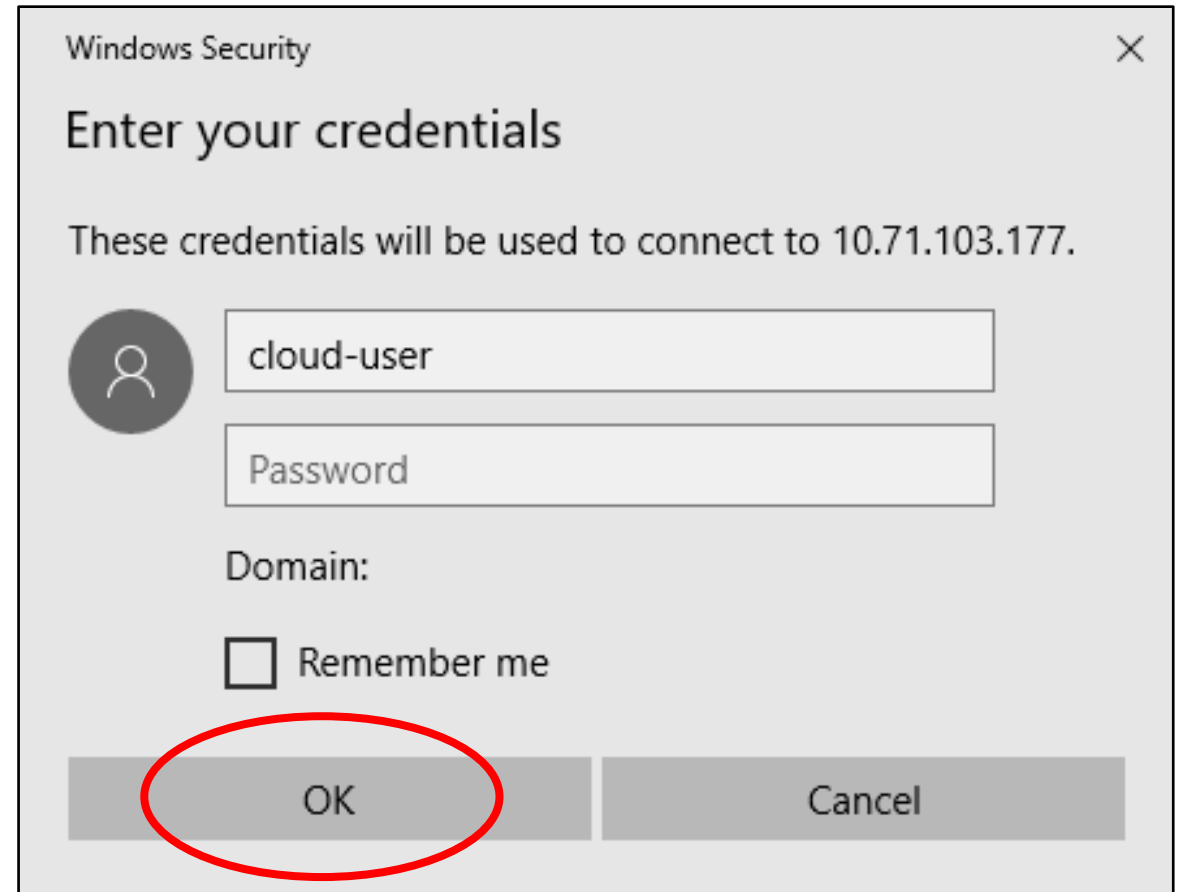 Windows Security
Enter your credentials
These credentials will be used to connect to 10.71.103.177.
cloud-user
Password
Domain:
Remember me
OK
Cancel